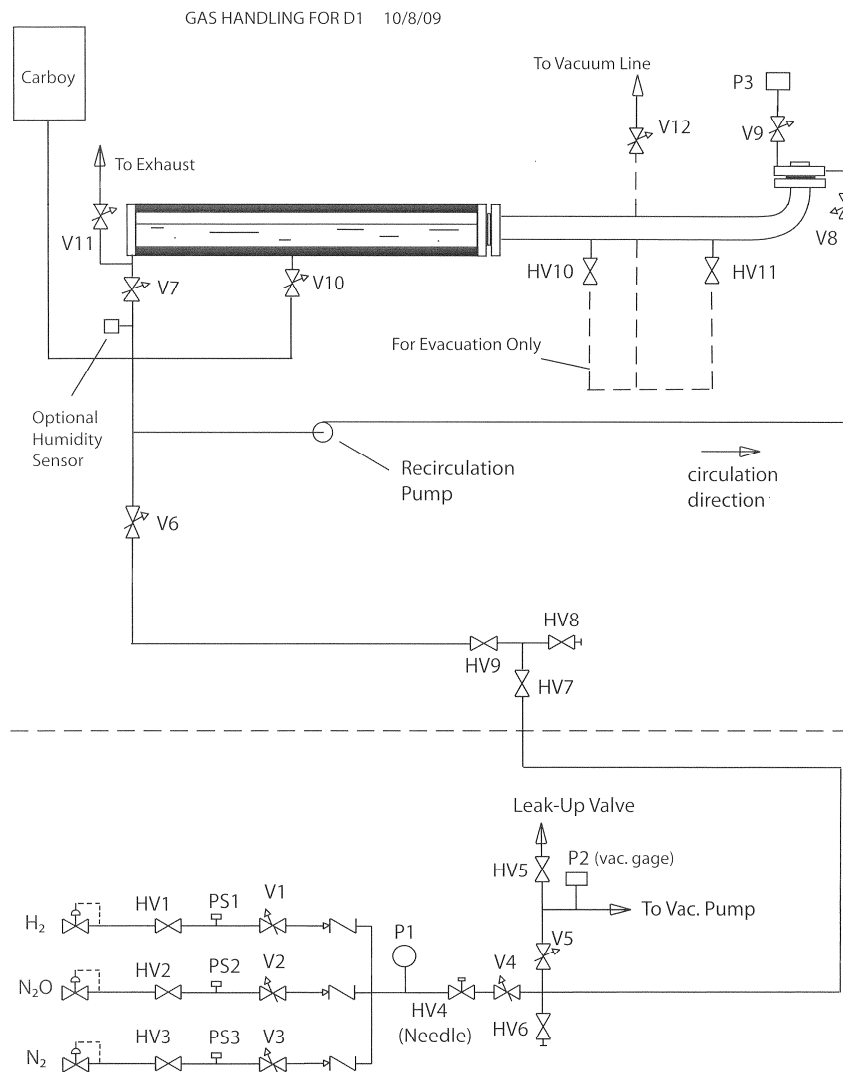 GAS HANDLING FOR D1 10/8/09
Carboy
To Vacuum Line
P3
V12
V9
To Exhaust
V11
V8
V7
V10
HV10
HV11
For Evacuation Only
Optional
Humidity
Sensor
Recirculation
Pump
circulation
direction
V6
HV8
HV9
HV7
Leak-Up Valve
HV5
P2 (vac. gage)
To Vac. Pump
H₂
HV1
PS1
V1
P1
V5
N₂O
HV2
PS2
V2
V4
HV4
(Needle)
HV6
N₂
HV3
PS3
V3